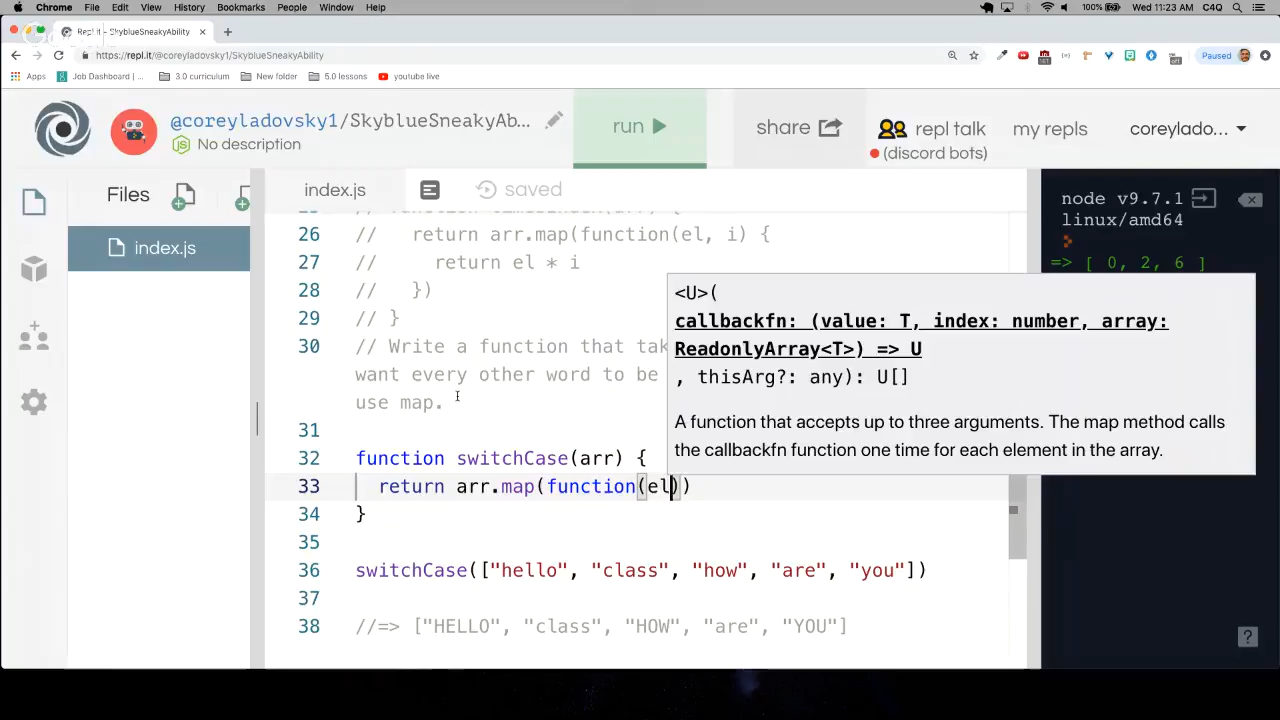 Chrome File Edit View History Bookmarks People Window Help 100% Wed 11:23 AM C4Q
Repl.it - SkyblueSneakyAbility
https://repl.it/@coreyladovsky1/SkyblueSneakyAbility Paused
Apps Job Dashboard | ... 3.0 curriculum New folder 5.0 lessons youtube live
@coreyladovsky1/SkyblueSneakyAb...
No description
run
share
repl talk
(discord bots)
my repls
coreylado...
Files
index.js
index.js
saved
26 // return arr.map(function(el, i) {
27 // return el * i
28 // })
29 // }
30 // Write a function that tak
want every other word to be
use map.
31
32 function switchCase(arr) {
33 return arr.map(function(el))
34 }
35
36 switchCase(["hello", "class", "how", "are", "you"])
37
38 //=> ["HELLO", "class", "HOW", "are", "YOU"]
<U>(
callbackfn: (value: T, index: number, array:
ReadonlyArray<T>) => U
, thisArg?: any): U[]
A function that accepts up to three arguments. The map method calls
the callbackfn function one time for each element in the array.
node v9.7.1
linux/amd64
=> [ 0, 2, 6 ]
?